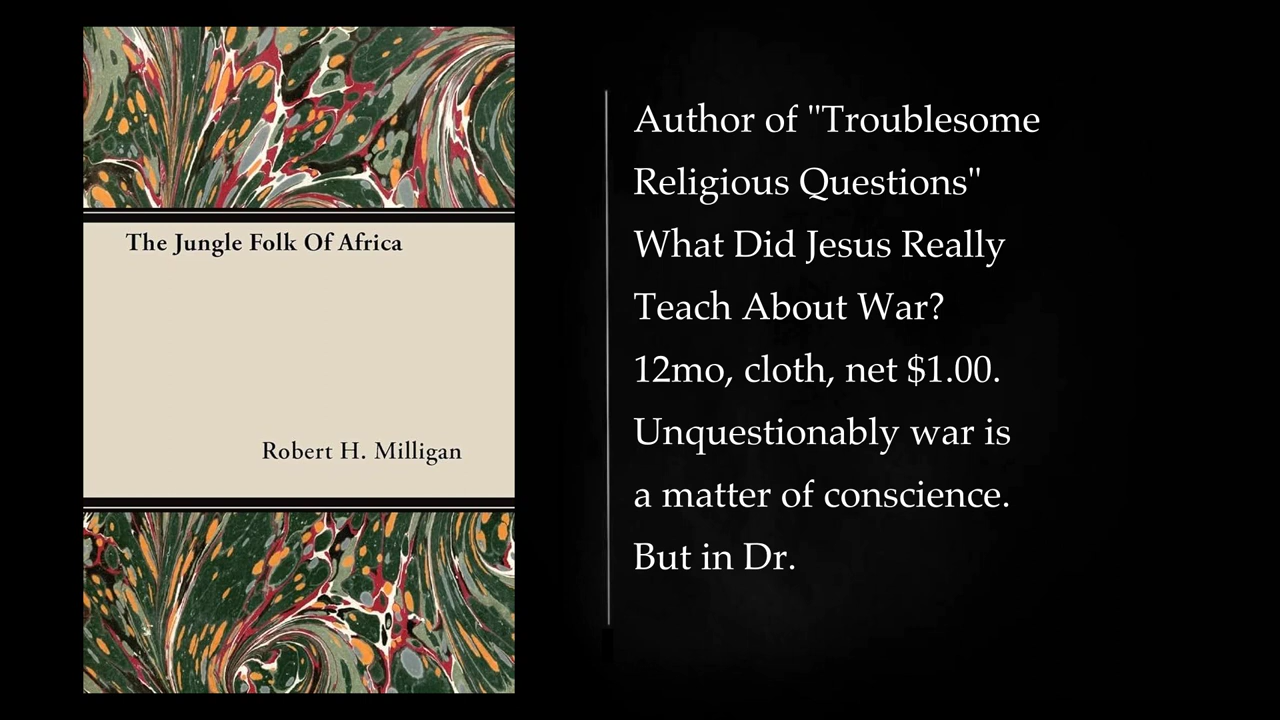 The Jungle Folk Of Africa
Robert H. Milligan
Author of "Troublesome
Religious Questions"
What Did Jesus Really
Teach About War?
12mo, cloth, net $1.00.
Unquestionably war is
a matter of conscience.
But in Dr.